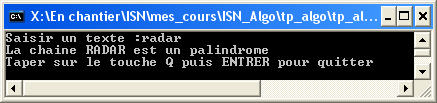 X:\En chantier\ISN\mes_cours\ISN_Algo\tp_algo\tp_al...
Saisir un texte :radar
La chaine RADAR est un palindrome
Taper sur le touche Q puis ENTRER pour quitter